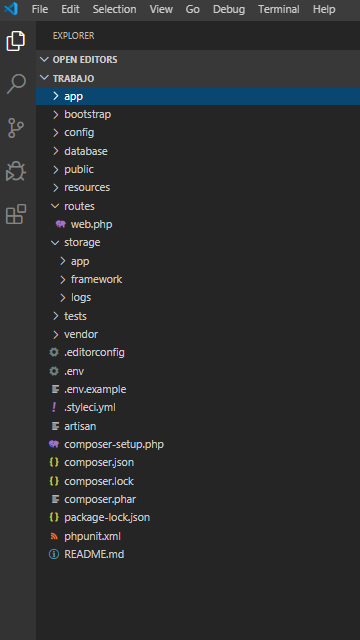 File Edit Selection View Go Debug Terminal Help
EXPLORER
OPEN EDITORS
TRABAJO
app
bootstrap
config
database
public
resources
routes
web.php
storage
app
framework
logs
tests
vendor
.editorconfig
.env
.env.example
.styleci.yml
artisan
composer-setup.php
composer.json
composer.lock
composer.phar
package-lock.json
phpunit.xml
README.md